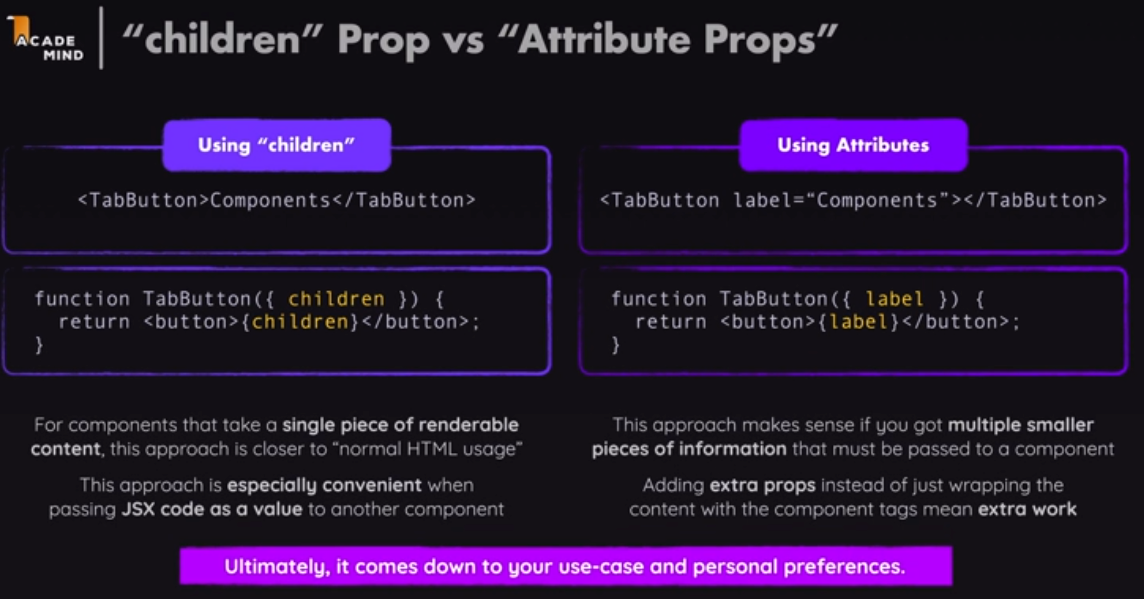 ACADE
MIND
“children” Prop vs “Attribute Props”
Using “children”
<TabButton>Components</TabButton>
function TabButton({ children }) {
  return <button>{children}</button>;
}
For components that take a single piece of renderable
content, this approach is closer to “normal HTML usage”
This approach is especially convenient when
passing JSX code as a value to another component
Using Attributes
<TabButton label=“Components”></TabButton>
function TabButton({ label }) {
  return <button>{label}</button>;
}
This approach makes sense if you got multiple smaller
pieces of information that must be passed to a component
Adding extra props instead of just wrapping the
content with the component tags mean extra work
Ultimately, it comes down to your use-case and personal preferences.